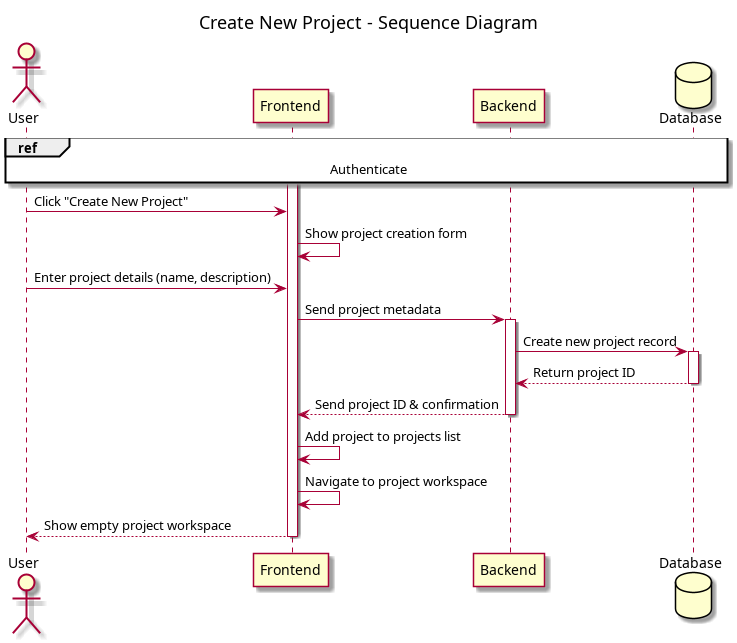 Create New Project - Sequence Diagram
User
Frontend
Backend
Database
ref
Authenticate
Click "Create New Project"
Show project creation form
Enter project details (name, description)
Send project metadata
Create new project record
Return project ID
Send project ID & confirmation
Add project to projects list
Navigate to project workspace
Show empty project workspace
User
Frontend
Backend
Database